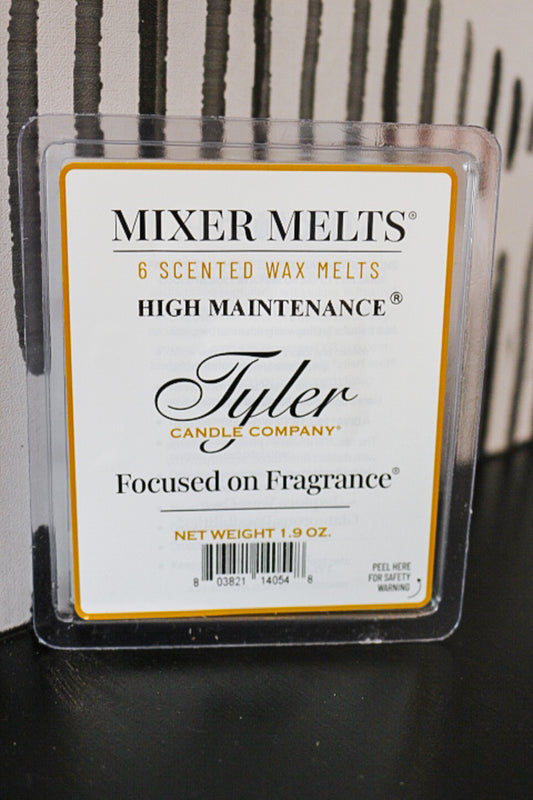 MIXER MELTS®
6 SCENTED WAX MELTS
HIGH MAINTENANCE®
Tyler
CANDLE COMPANY®
Focused on Fragrance®
NET WEIGHT 1.9 OZ.
8 03821 14054 8
PEEL HERE
FOR SAFETY
WARNING